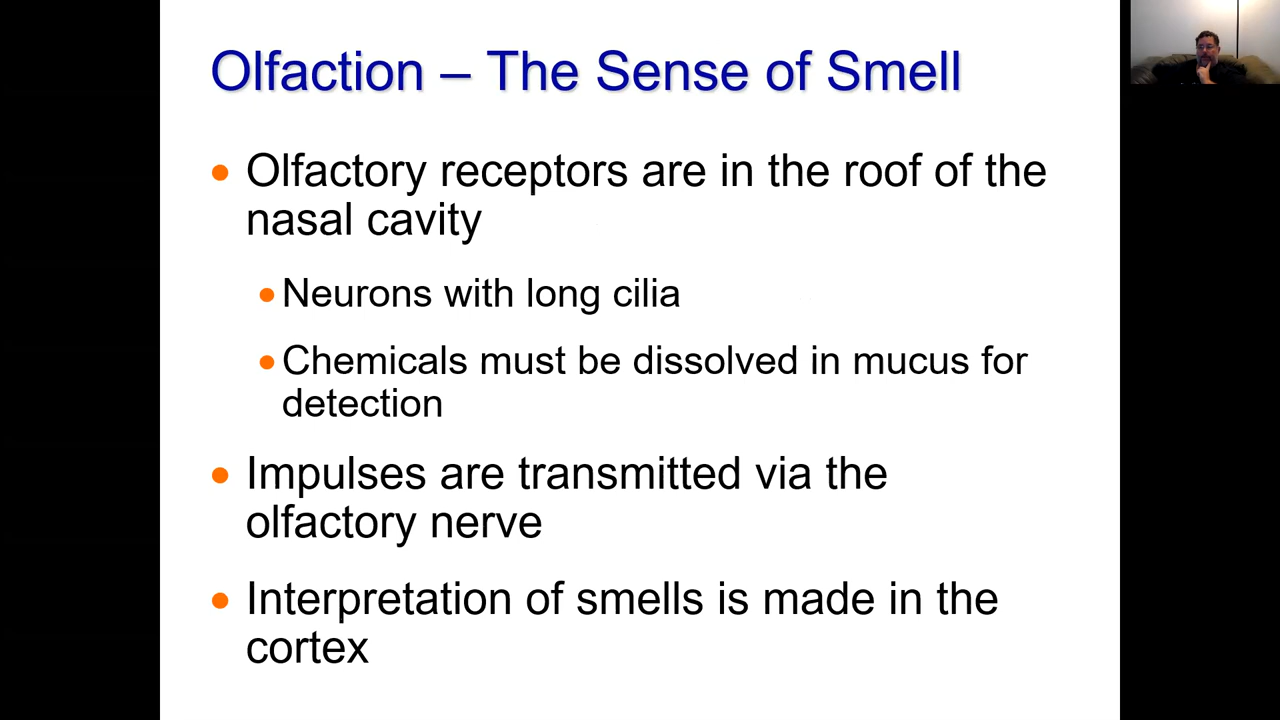 Olfaction – The Sense of Smell
• Olfactory receptors are in the roof of the
nasal cavity
• Neurons with long cilia
• Chemicals must be dissolved in mucus for
detection
• Impulses are transmitted via the
olfactory nerve
• Interpretation of smells is made in the
cortex